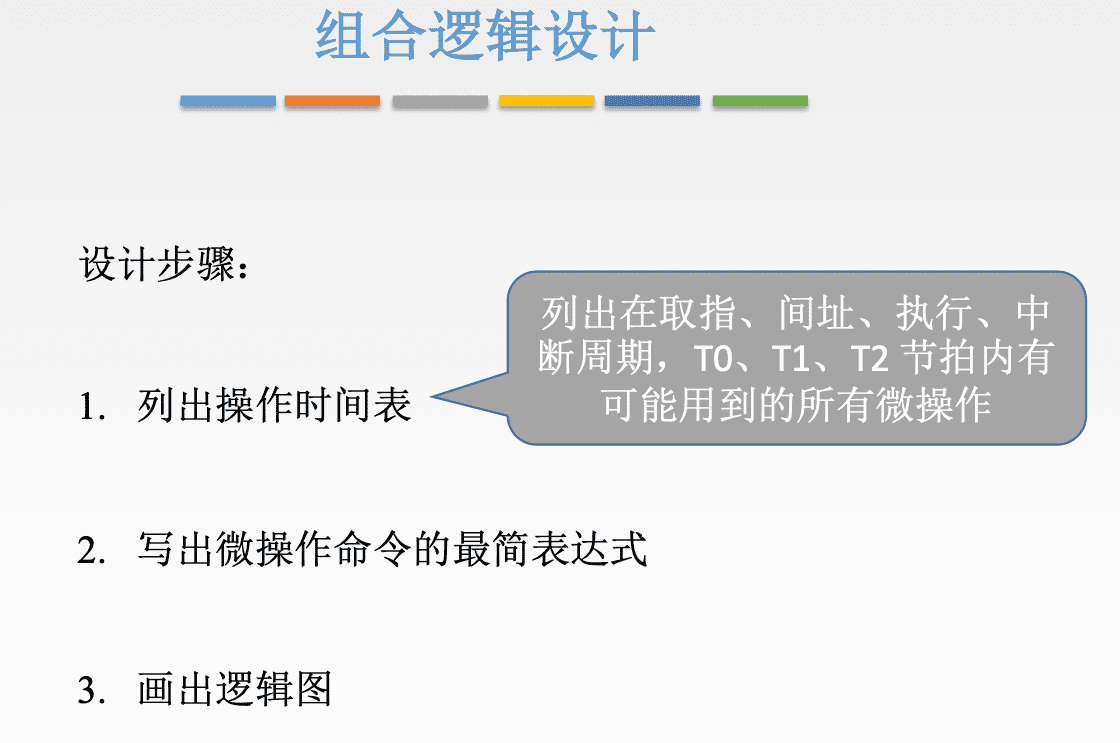 组合逻辑设计
设计步骤：
列出在取指、间址、执行、中
断周期，T0、T1、T2 节拍内有
可能用到的所有微操作
1. 列出操作时间表
2. 写出微操作命令的最简表达式
3. 画出逻辑图